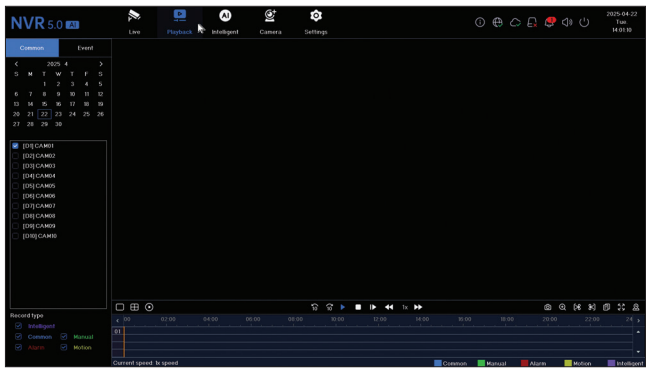 NVR 5.0 AI
Live
Playback
AI
Intelligent
Camera
Settings
2025-04-22
Tue
14:01:10
Common Event
< 2025 4 >
S M T W T F S
1 2 3 4 5
6 7 8 9 10 11 12
13 14 15 16 17 18 19
20 21 22 23 24 25 26
27 28 29 30
[D1] CAM01
[D2] CAM02
[D3] CAM03
[D4] CAM04
[D5] CAM05
[D6] CAM06
[D7] CAM07
[D8] CAM08
[D9] CAM09
[D10] CAM10
Record type
Intelligent
Common Manual
Alarm Motion
1x
00 02:00 04:00 06:00 08:00 10:00 12:00 14:00 16:00 18:00 20:00 22:00 24
01
Current speed: 1x speed
Common Manual Alarm Motion Intelligent